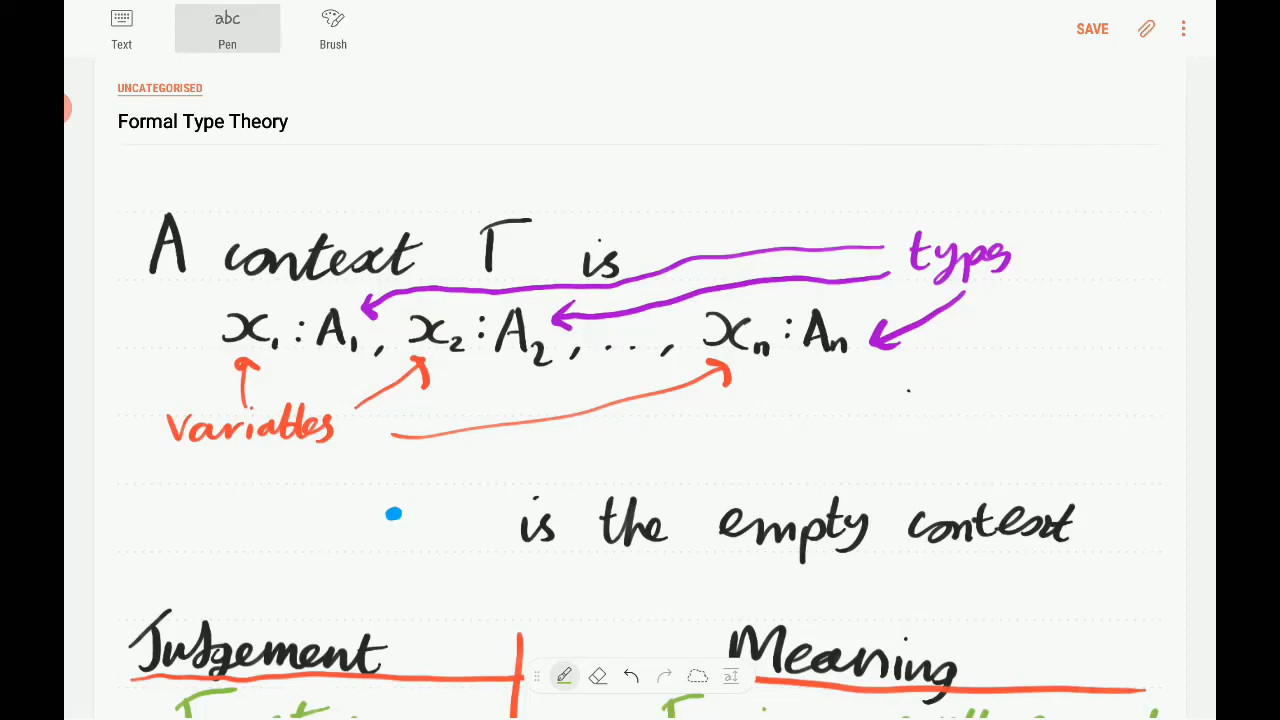 Text
abc
Pen
Brush
SAVE
UNCATEGORISED
Formal Type Theory
A context Γ is
types
x₁ : A₁, x₂ : A₂, ..., xₙ : Aₙ
variables
• is the empty context
Judgement Meaning